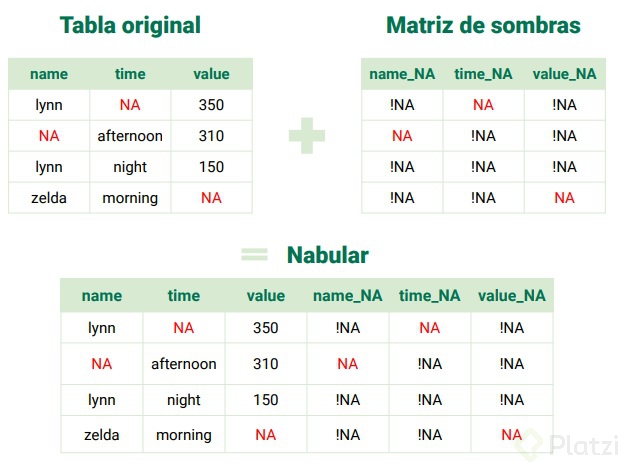 Tabla original Matriz de sombras
name time value name_NA time_NA value_NA
lynn NA 350 !NA NA !NA
NA afternoon 310 NA !NA !NA
lynn night 150 !NA !NA !NA
zelda morning NA !NA !NA NA
+
= Nabular
name time value name_NA time_NA value_NA
lynn NA 350 !NA NA !NA
NA afternoon 310 NA !NA !NA
lynn night 150 !NA !NA !NA
zelda morning NA !NA !NA NA
Platzi